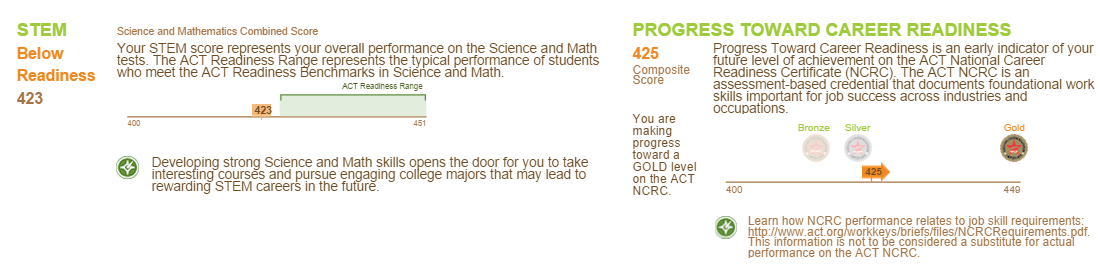 STEM
Below
Readiness
423
Science and Mathematics Combined Score
Your STEM score represents your overall performance on the Science and Math
tests. The ACT Readiness Range represents the typical performance of students
who meet the ACT Readiness Benchmarks in Science and Math.
ACT Readiness Range
423
400
451
Developing strong Science and Math skills opens the door for you to take
interesting courses and pursue engaging college majors that may lead to
rewarding STEM careers in the future.
PROGRESS TOWARD CAREER READINESS
425
Composite
Score
Progress Toward Career Readiness is an early indicator of your
future level of achievement on the ACT National Career
Readiness Certificate (NCRC). The ACT NCRC is an
assessment-based credential that documents foundational work
skills important for job success across industries and
occupations.
You are
making
progress
toward a
GOLD level
on the ACT
NCRC.
Bronze
Silver
Gold
425
400
449
Learn how NCRC performance relates to job skill requirements:
http://www.act.org/workkeys/briefs/files/NCRCRequirements.pdf.
This information is not to be considered a substitute for actual
performance on the ACT NCRC.